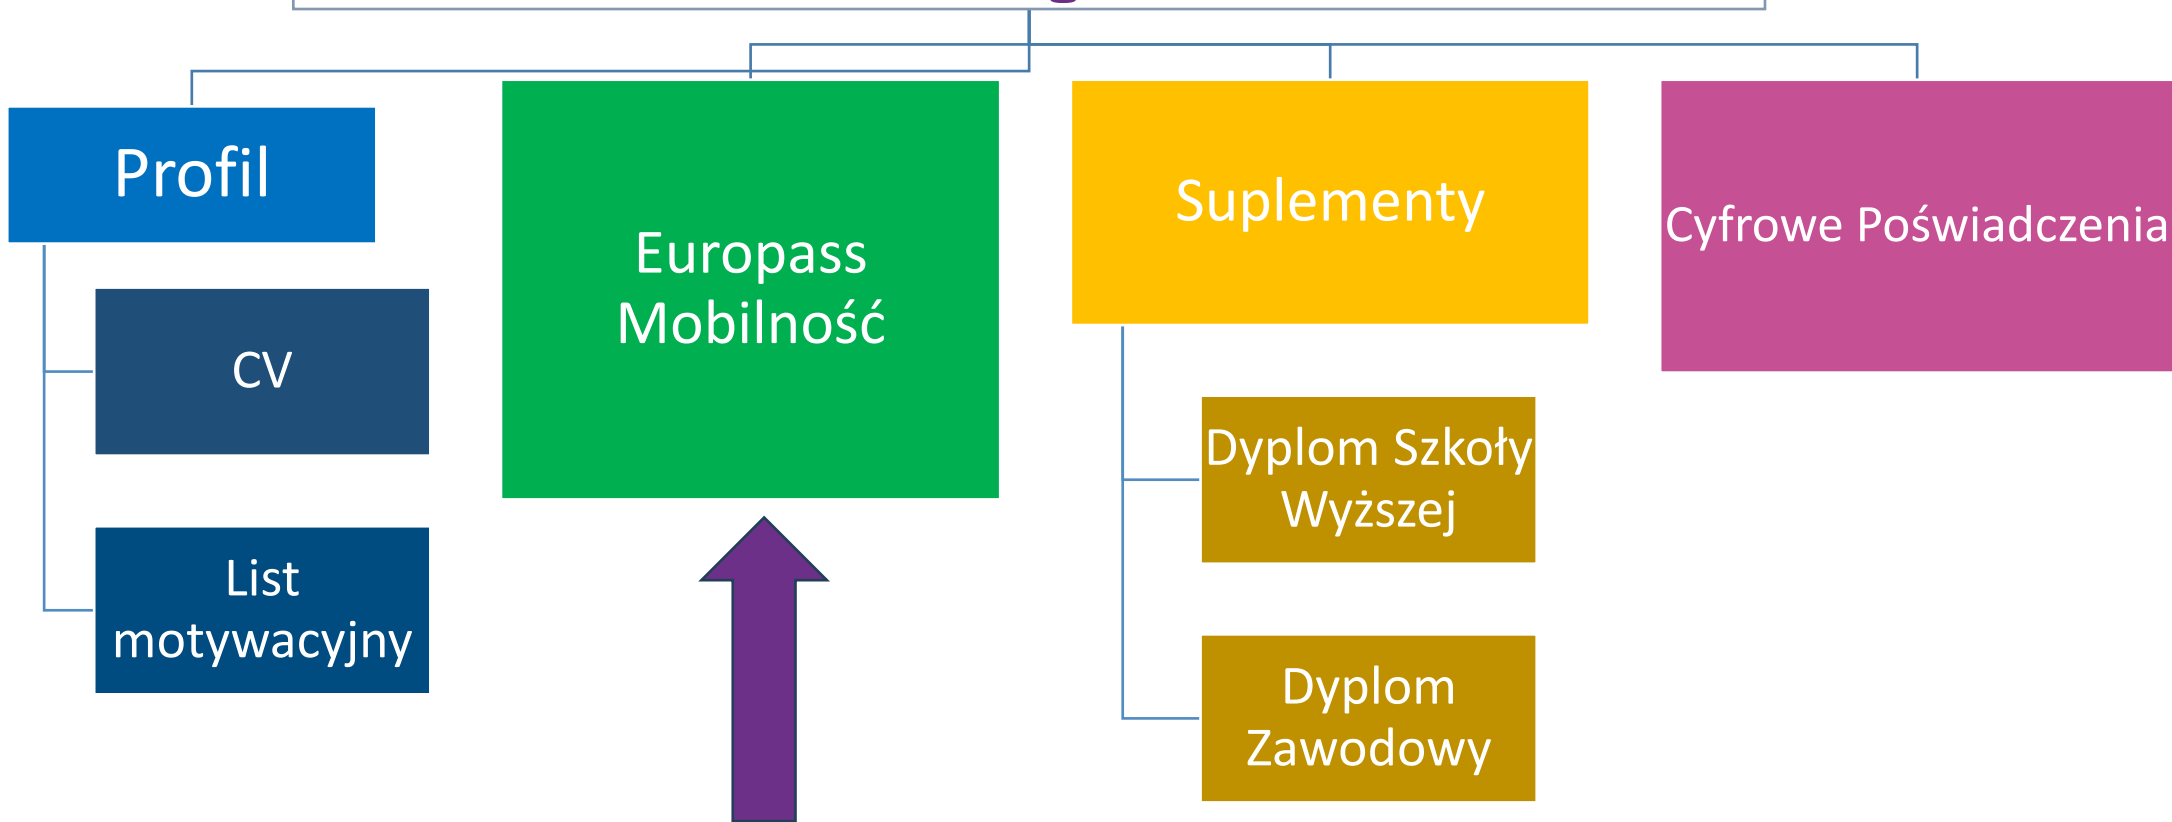 Profil
CV
List
motywacyjny
Europass
Mobilność
Suplementy
Dyplom Szkoły
Wyższej
Dyplom
Zawodowy
Cyfrowe Poświadczenia